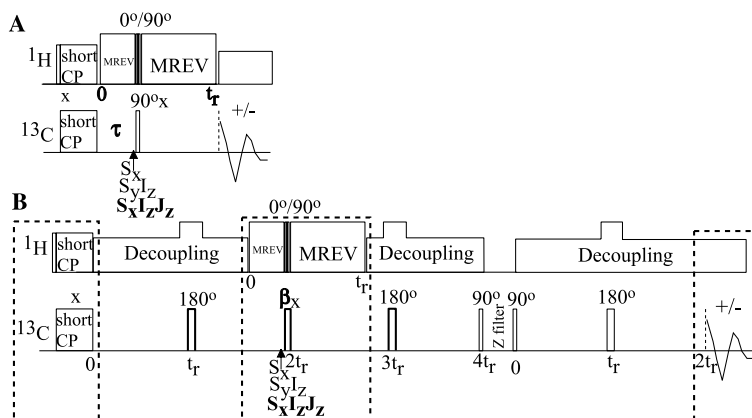 A
0°/90°
¹H
short
CP
MREV
MREV
x
0
tr
90°x
+/-
¹³C
short
CP
τ
Sx
SyIz
SxIzJz
B
0°/90°
¹H
short
CP
Decoupling
MREV
MREV
Decoupling
Decoupling
0
tr
x
180°
βx
180°
90°
Z filter
90°
180°
+/-
¹³C
short
CP
0
tr
2tr
3tr
4tr
0
2tr
Sx
SyIz
SxIzJz